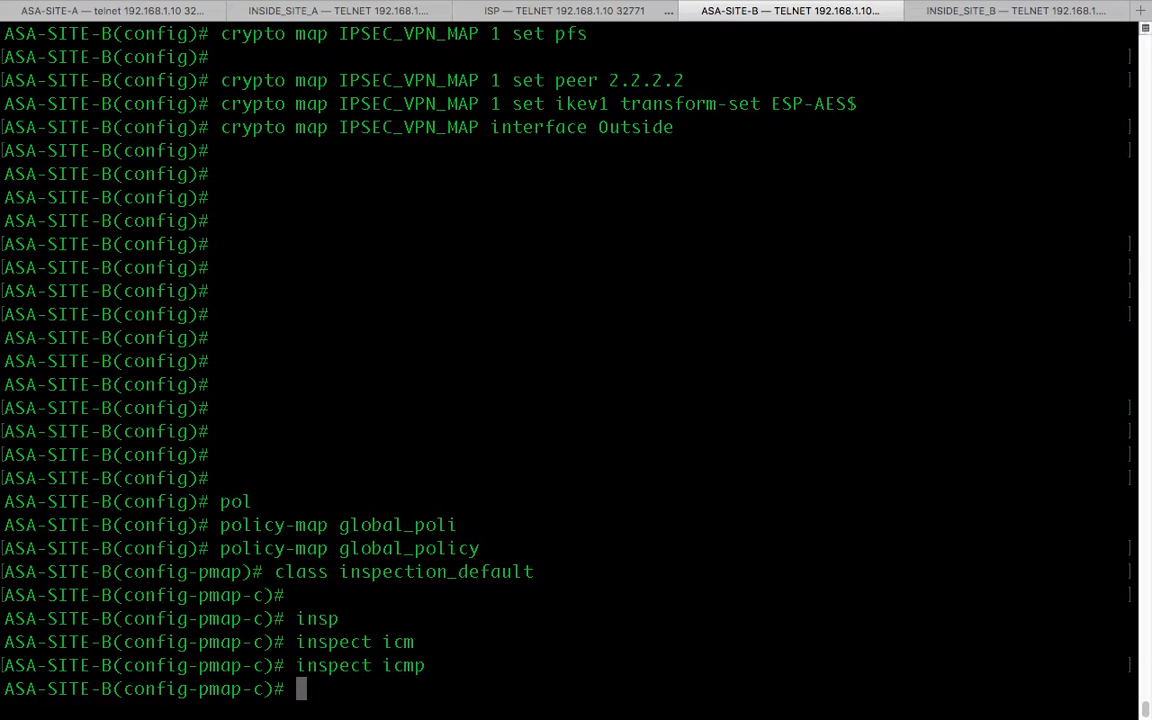 ASA-SITE-A — telnet 192.168.1.10 32...
INSIDE_SITE_A — TELNET 192.168.1....
ISP — TELNET 192.168.1.10 32771
...
ASA-SITE-B — TELNET 192.168.1.10...
INSIDE_SITE_B — TELNET 192.168.1....
+
ASA-SITE-B(config)# crypto map IPSEC_VPN_MAP 1 set pfs
[ASA-SITE-B(config)# ]
ASA-SITE-B(config)# crypto map IPSEC_VPN_MAP 1 set peer 2.2.2.2 ]
[ASA-SITE-B(config)# crypto map IPSEC_VPN_MAP 1 set ikev1 transform-set ESP-AES$
[ASA-SITE-B(config)# crypto map IPSEC_VPN_MAP interface Outside ]
[ASA-SITE-B(config)# ]
ASA-SITE-B(config)#
ASA-SITE-B(config)#
ASA-SITE-B(config)#
[ASA-SITE-B(config)# ]
[ASA-SITE-B(config)# ]
[ASA-SITE-B(config)# ]
[ASA-SITE-B(config)# ]
ASA-SITE-B(config)#
ASA-SITE-B(config)#
ASA-SITE-B(config)#
[ASA-SITE-B(config)# ]
[ASA-SITE-B(config)# ]
[ASA-SITE-B(config)# ]
[ASA-SITE-B(config)# ]
ASA-SITE-B(config)# pol
ASA-SITE-B(config)# policy-map global_poli
[ASA-SITE-B(config)# policy-map global_policy ]
[ASA-SITE-B(config-pmap)# class inspection_default ]
[ASA-SITE-B(config-pmap-c)# ]
ASA-SITE-B(config-pmap-c)# insp
ASA-SITE-B(config-pmap-c)# inspect icm
[ASA-SITE-B(config-pmap-c)# inspect icmp ]
ASA-SITE-B(config-pmap-c)#